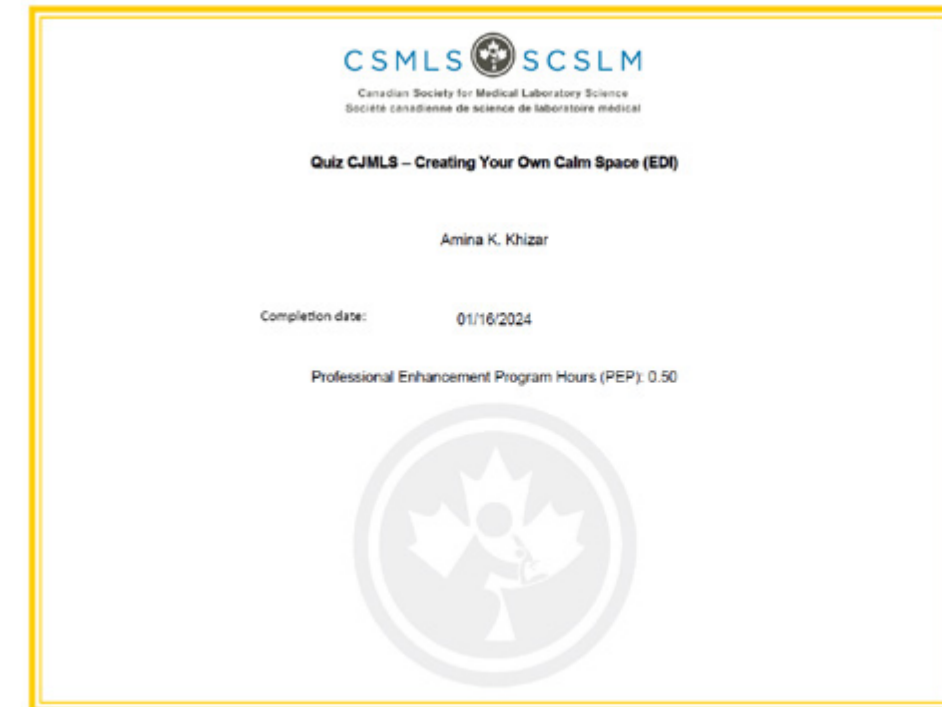 CSMLS SCSLM
Canadian Society for Medical Laboratory Science
Société canadienne de science de laboratoire médical
Quiz CJMLS – Creating Your Own Calm Space (EDI)
Amina K. Khizar
Completion date: 01/16/2024
Professional Enhancement Program Hours (PEP): 0.50